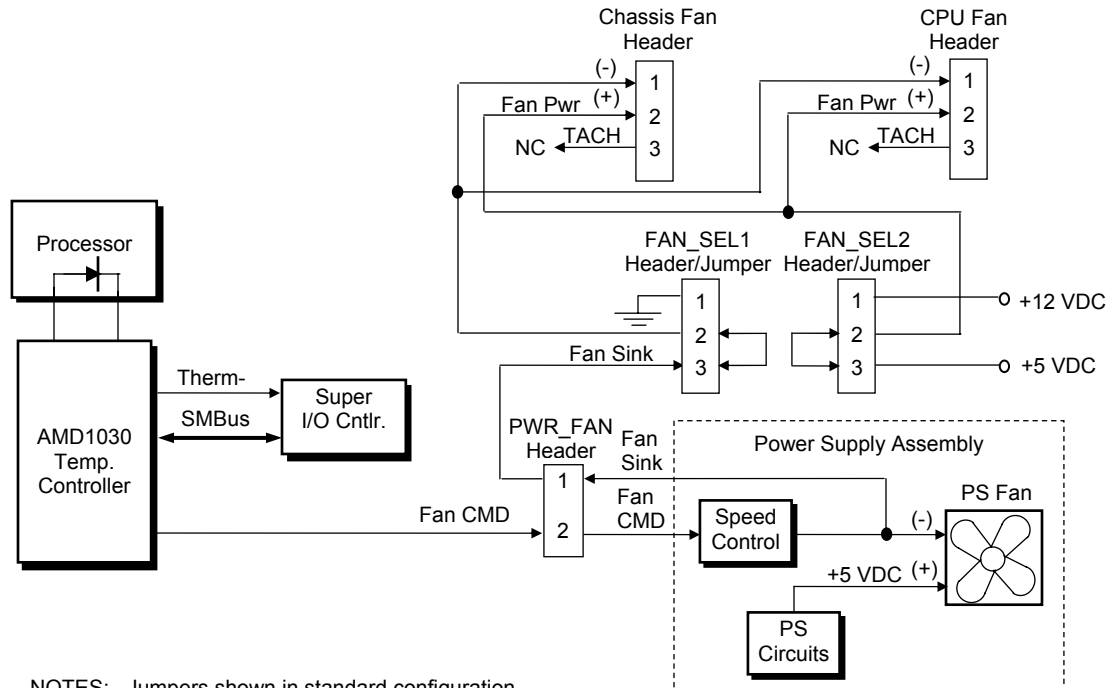 Chassis Fan
Header
CPU Fan
Header
(-)
1
Fan Pwr (+)
2
NC TACH
3
(-)
1
Fan Pwr (+)
2
NC TACH
3
Processor
FAN_SEL1
Header/Jumper
FAN_SEL2
Header/Jumper
1
2
3
1
2
3
+12 VDC
+5 VDC
Fan Sink
Therm-
SMBus
Super
I/O Cntlr.
AMD1030
Temp.
Controller
PWR_FAN
Header
1
2
Fan
Sink
Fan
CMD
Fan CMD
Power Supply Assembly
Speed
Control
PS Fan
(-)
+5 VDC (+)
PS
Circuits
NOTES: Jumpers shown in standard configuration